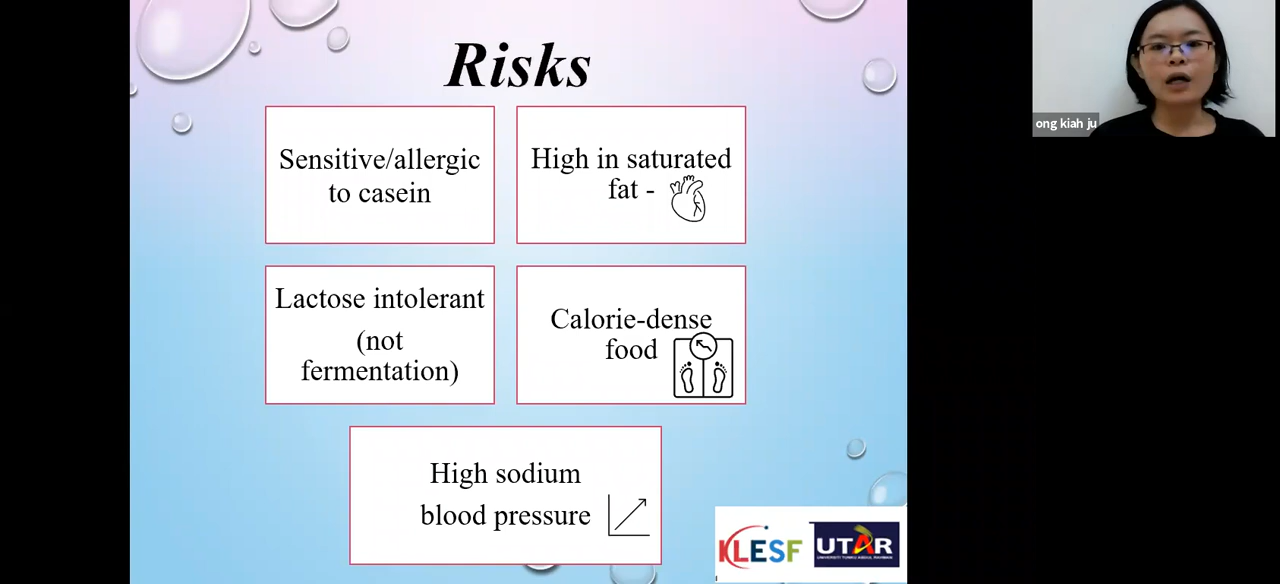 Risks
Sensitive/allergic
to casein
High in saturated
fat -
Lactose intolerant
(not
fermentation)
Calorie-dense
food
High sodium
blood pressure
KLESF
UTAR
ong kiah ju